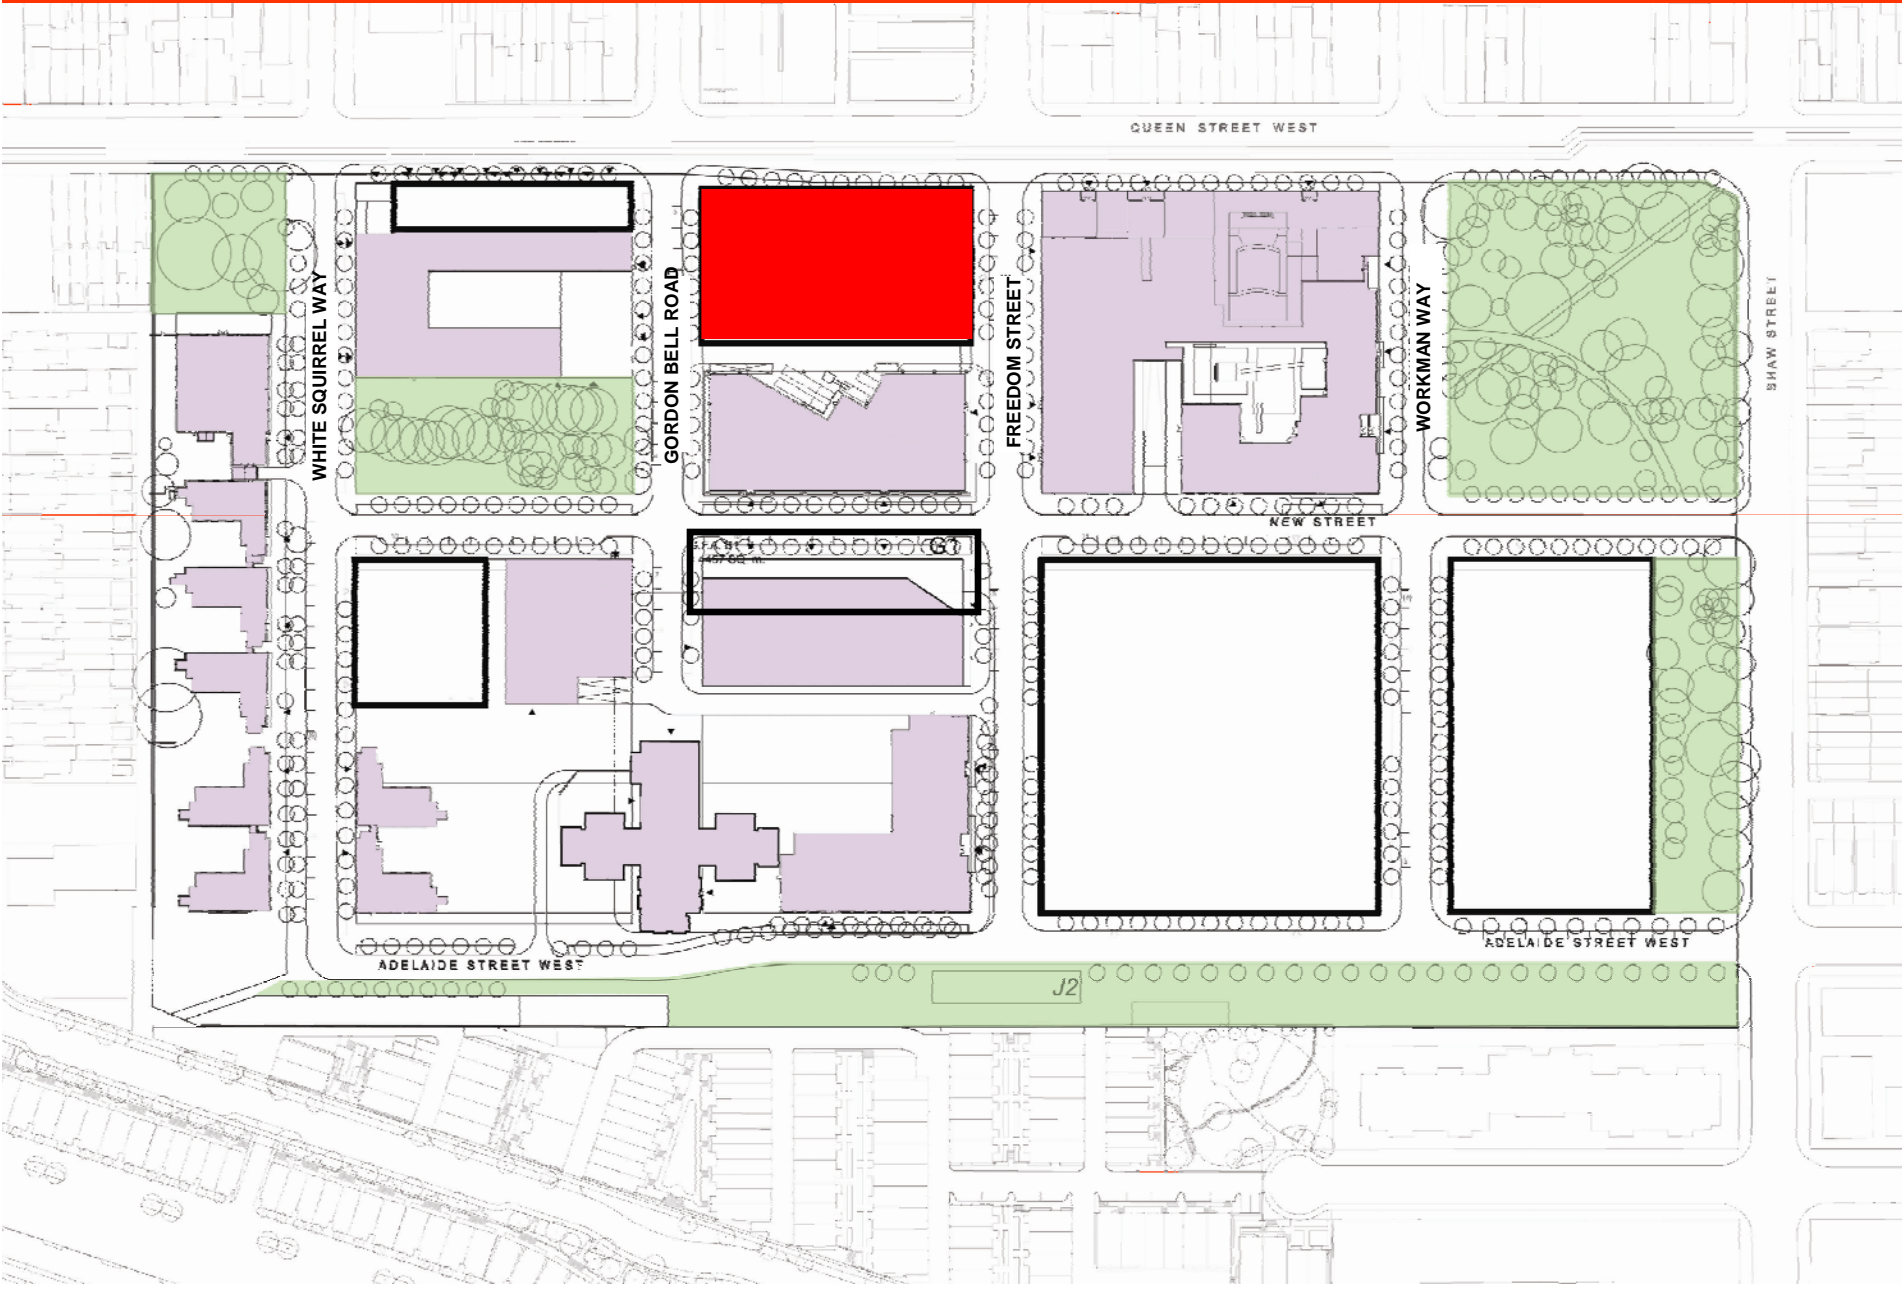 QUEEN STREET WEST
WHITE SQUIRREL WAY
GORDON BELL ROAD
FREEDOM STREET
WORKMAN WAY
SHAW STREET
NEW STREET
G1
ADELAIDE STREET WEST
ADELAIDE STREET WEST
J2